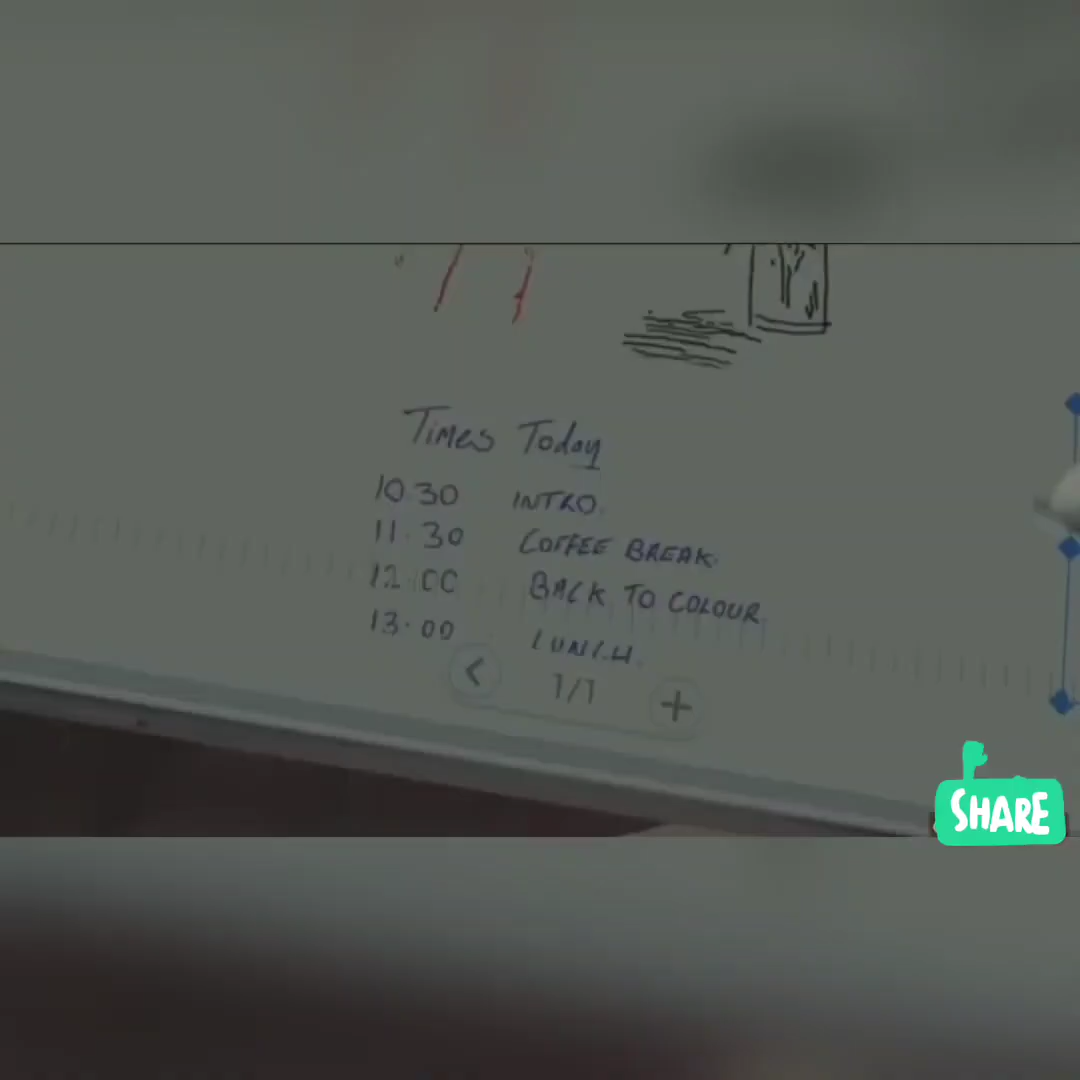 Times Today
10.30 INTRO.
11.30 COFFEE BREAK.
12.00 BACK TO COLOUR.
13.00 LUNCH.
1/1
SHARE